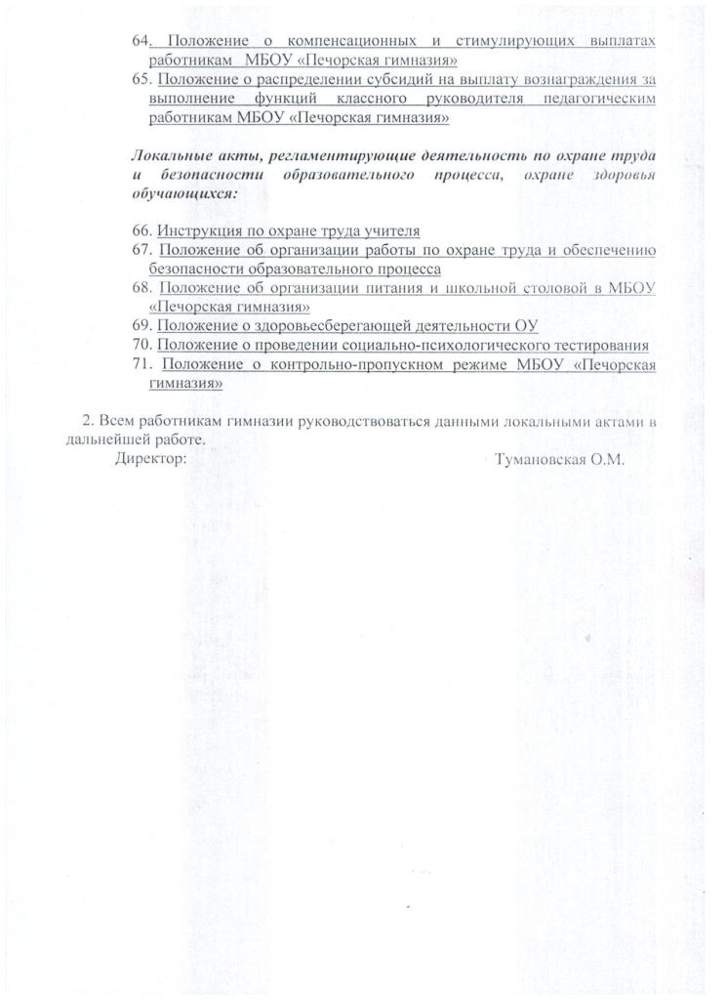 64. Положение о компенсационных и стимулирующих выплатах
работникам МБОУ «Печорская гимназия»
65. Положение о распределении субсидий на выплату вознаграждения за
выполнение функций классного руководителя педагогическим
работникам МБОУ «Печорская гимназия»
Локальные акты, регламентирующие деятельность по охране труда
и безопасности образовательного процесса, охране здоровья
обучающихся:
66. Инструкция по охране труда учителя
67. Положение об организации работы по охране труда и обеспечению
безопасности образовательного процесса
68. Положение об организации питания и школьной столовой в МБОУ
«Печорская гимназия»
69. Положение о здоровьесберегающей деятельности ОУ
70. Положение о проведении социально-психологического тестирования
71. Положение о контрольно-пропускном режиме МБОУ «Печорская
гимназия»
2. Всем работникам гимназии руководствоваться данными локальными актами в
дальнейшей работе.
Директор: Тумановская О.М.